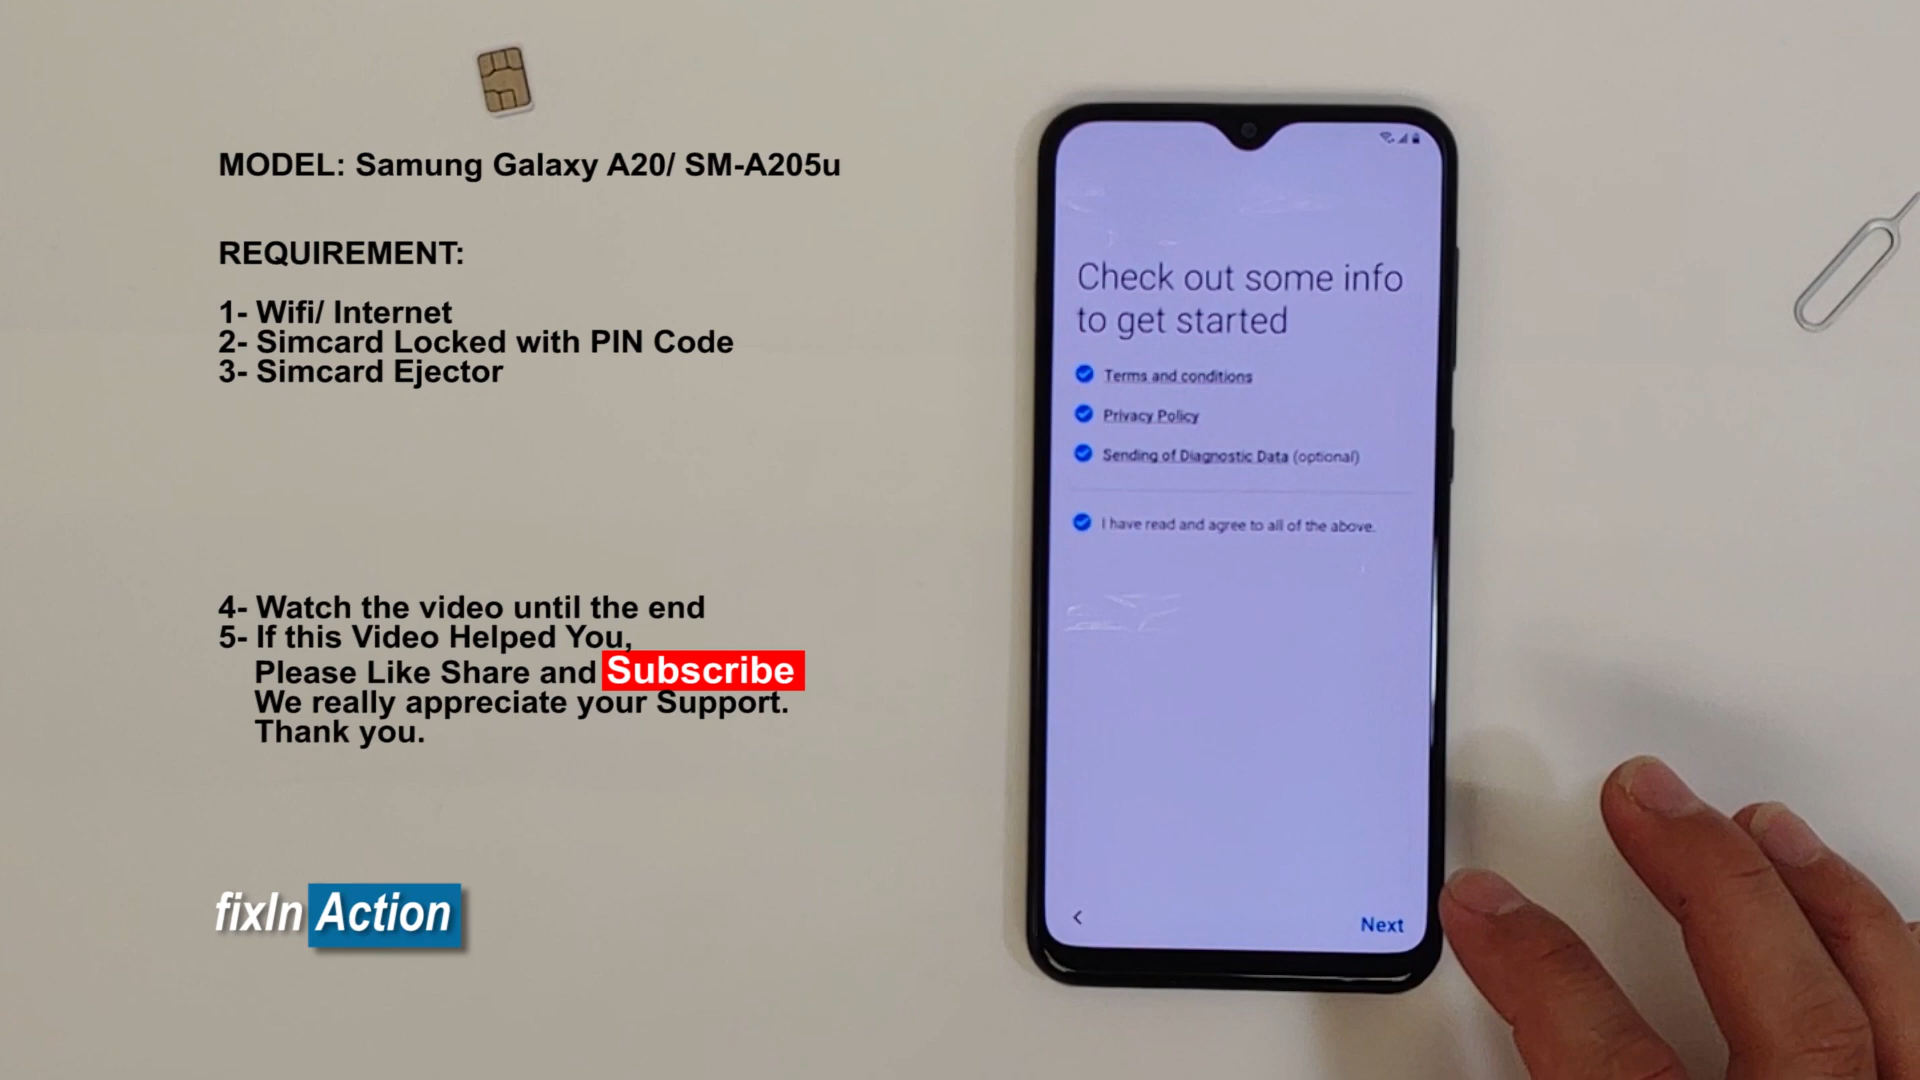 MODEL: Samung Galaxy A20/ SM-A205u
REQUIREMENT:
1- Wifi/ Internet
2- Simcard Locked with PIN Code
3- Simcard Ejector
4- Watch the video until the end
5- If this Video Helped You,
Please Like Share and Subscribe
We really appreciate your Support.
Thank you.
fixIn Action
Check out some info
to get started
Terms and conditions
Privacy Policy
Sending of Diagnostic Data (optional)
I have read and agree to all of the above.
Next